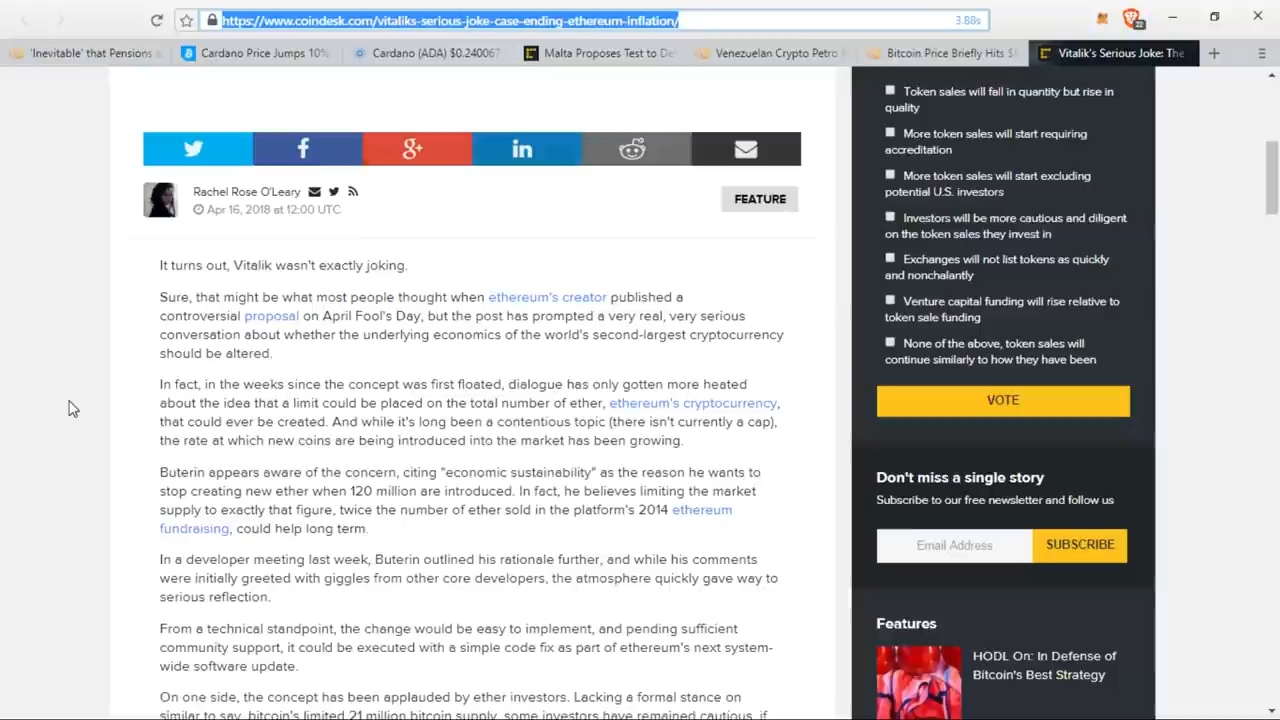 https://www.coindesk.com/vitaliks-serious-joke-case-ending-ethereum-inflation/
3.88s
22
'Inevitable' that Pensions
Cardano Price Jumps 10%
Cardano (ADA) $0.240067
Malta Proposes Test to De
Venezuelan Crypto Petro
Bitcoin Price Briefly Hits $
Vitalik's Serious Joke: The
Rachel Rose O'Leary
Apr 16, 2018 at 12:00 UTC
FEATURE
It turns out, Vitalik wasn't exactly joking.
Sure, that might be what most people thought when ethereum's creator published a
controversial proposal on April Fool's Day, but the post has prompted a very real, very serious
conversation about whether the underlying economics of the world's second-largest cryptocurrency
should be altered.
In fact, in the weeks since the concept was first floated, dialogue has only gotten more heated
about the idea that a limit could be placed on the total number of ether, ethereum's cryptocurrency,
that could ever be created. And while it's long been a contentious topic (there isn't currently a cap),
the rate at which new coins are being introduced into the market has been growing.
Buterin appears aware of the concern, citing "economic sustainability" as the reason he wants to
stop creating new ether when 120 million are introduced. In fact, he believes limiting the market
supply to exactly that figure, twice the number of ether sold in the platform's 2014 ethereum
fundraising, could help long term.
In a developer meeting last week, Buterin outlined his rationale further, and while his comments
were initially greeted with giggles from other core developers, the atmosphere quickly gave way to
serious reflection.
From a technical standpoint, the change would be easy to implement, and pending sufficient
community support, it could be executed with a simple code fix as part of ethereum's next system-
wide software update.
On one side, the concept has been applauded by ether investors. Lacking a formal stance on
similar to say, bitcoin's limited 21 million bitcoin supply, some investors have remained cautious, if
Token sales will fall in quantity but rise in
quality
More token sales will start requiring
accreditation
More token sales will start excluding
potential U.S. investors
Investors will be more cautious and diligent
on the token sales they invest in
Exchanges will not list tokens as quickly
and nonchalantly
Venture capital funding will rise relative to
token sale funding
None of the above, token sales will
continue similarly to how they have been
VOTE
Don't miss a single story
Subscribe to our free newsletter and follow us
Email Address
SUBSCRIBE
Features
HODL On: In Defense of
Bitcoin's Best Strategy